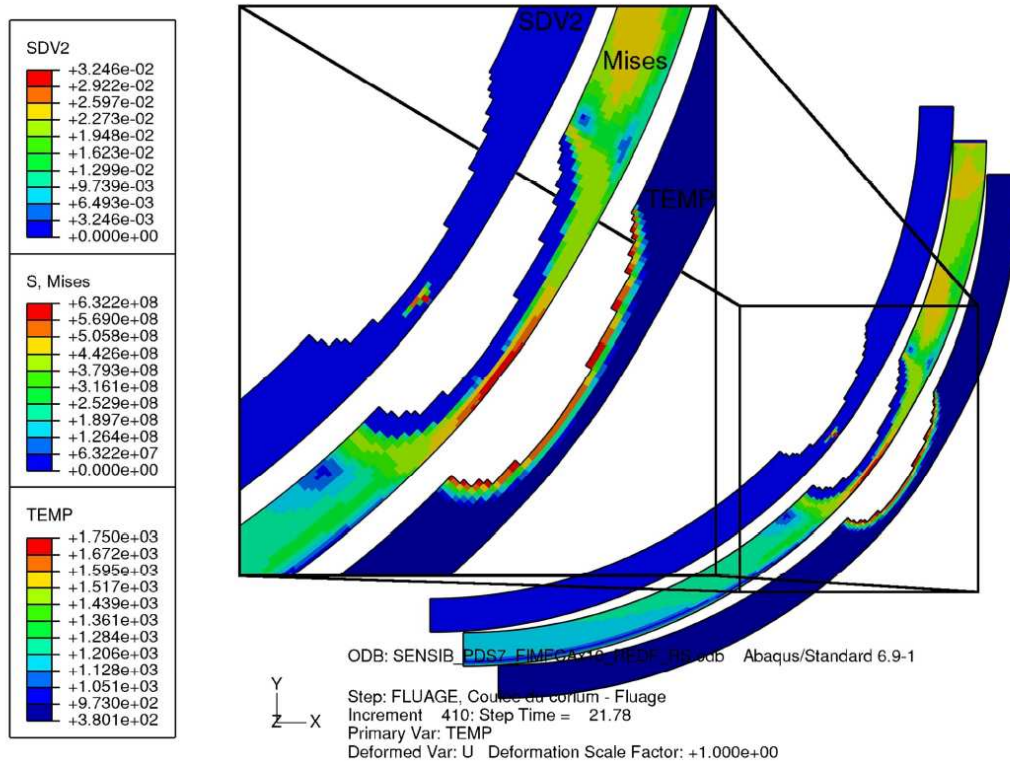 SDV2
+3.246e-02
+2.922e-02
+2.597e-02
+2.273e-02
+1.948e-02
+1.623e-02
+1.299e-02
+9.739e-03
+6.493e-03
+3.246e-03
+0.000e+00
S, Mises
+6.322e+08
+5.690e+08
+5.058e+08
+4.426e+08
+3.793e+08
+3.161e+08
+2.529e+08
+1.897e+08
+1.264e+08
+6.322e+07
+0.000e+00
TEMP
+1.750e+03
+1.672e+03
+1.595e+03
+1.517e+03
+1.439e+03
+1.361e+03
+1.284e+03
+1.206e+03
+1.128e+03
+1.051e+03
+9.730e+02
+3.801e+02
SDV2
Mises
TEMP
ODB: Abaqus/Standard 6.9-1
Y
Z X
Step: FLUAGE, Coulée du corium - Fluage
Increment 410: Step Time = 21.78
Primary Var: TEMP
Deformed Var: U Deformation Scale Factor: +1.000e+00